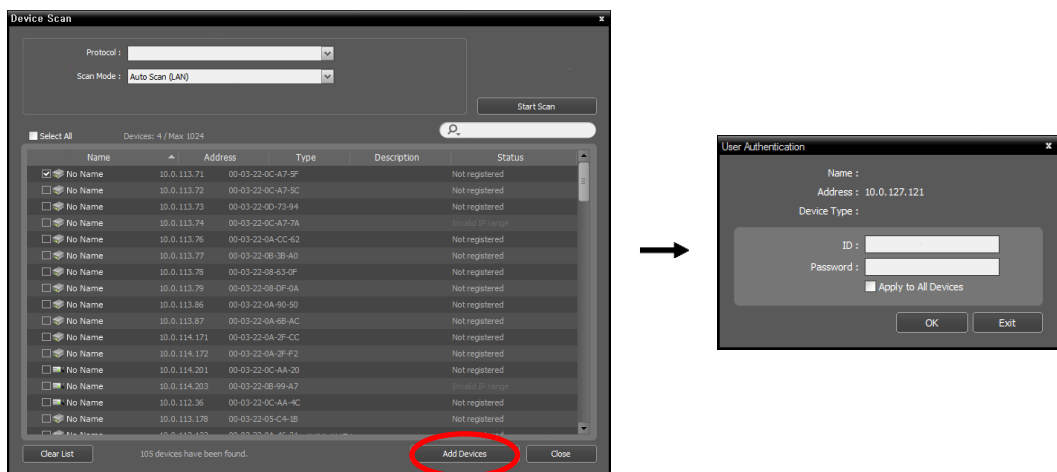 Device Scan x
Protocol :
Scan Mode : Auto Scan (LAN)
Start Scan
Select All Devices: 4 / Max 1024
Name Address Type Description Status
No Name 10.0.113.71 00-03-22-0C-A7-5F Not registered
No Name 10.0.113.72 00-03-22-0C-A7-5C Not registered
No Name 10.0.113.73 00-03-22-0D-73-94 Not registered
No Name 10.0.113.74 00-03-22-0C-A7-7A Invalid IP range
No Name 10.0.113.76 00-03-22-0A-CC-62 Not registered
No Name 10.0.113.77 00-03-22-0B-3B-A0 Not registered
No Name 10.0.113.78 00-03-22-08-63-0F Not registered
No Name 10.0.113.79 00-03-22-08-DF-0A Not registered
No Name 10.0.113.86 00-03-22-0A-90-50 Not registered
No Name 10.0.113.87 00-03-22-0A-6B-AC Not registered
No Name 10.0.114.171 00-03-22-0A-2F-CC Not registered
No Name 10.0.114.172 00-03-22-0A-2F-F2 Not registered
No Name 10.0.114.201 00-03-22-0C-AA-20 Not registered
No Name 10.0.114.203 00-03-22-0B-99-A7 Invalid IP range
No Name 10.0.112.36 00-03-22-0C-AA-4C Not registered
No Name 10.0.113.178 00-03-22-05-C4-1B Not registered
Clear List 105 devices have been found. Add Devices Close
User Authentication x
Name :
Address : 10.0.127.121
Device Type :
ID :
Password :
Apply to All Devices
OK Exit